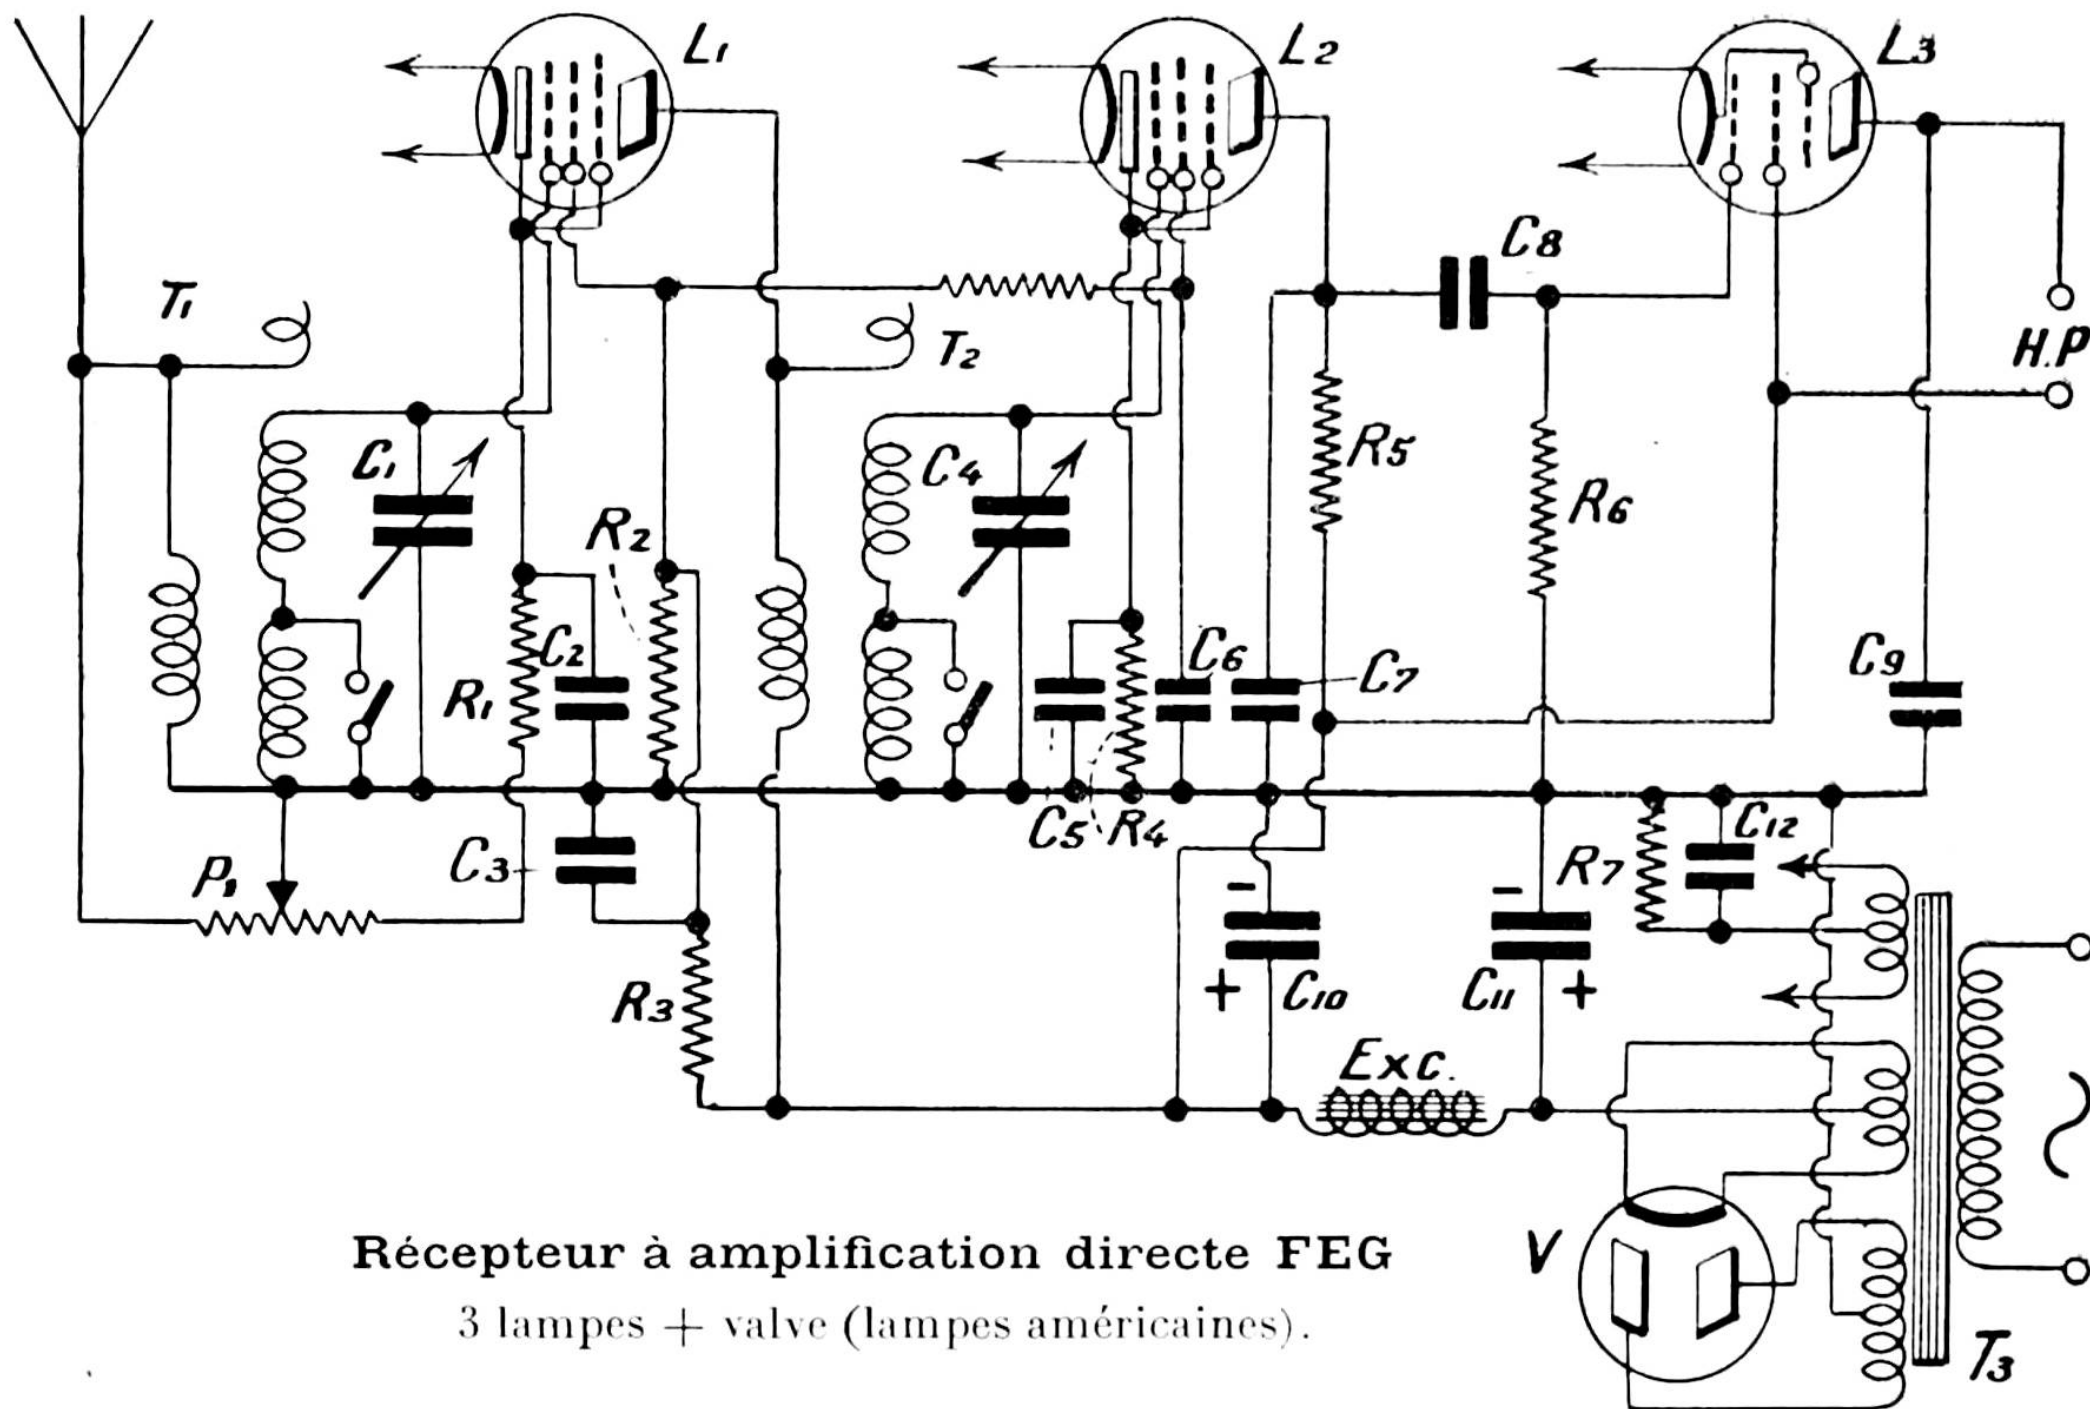 L1
L2
L3
C8
T1
T2
H.P
C1
C4
R5
R6
R2
C2
R1
C6
C7
C9
C5
R4
C3
P1
R7
C12
R3
-
+
C10
-
C11
+
Exc.
V
T3
Récepteur à amplification directe FEG
3 lampes + valve (lampes américaines).